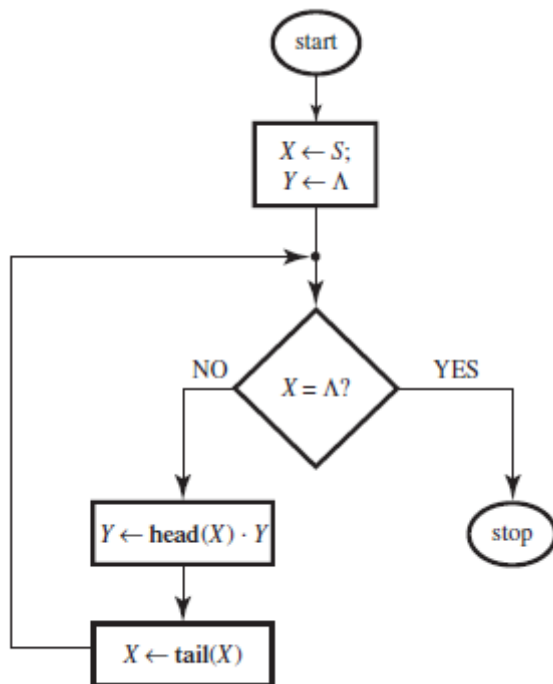 start
X ← S;
Y ← Λ
NO
X = Λ?
YES
Y ← head(X) · Y
stop
X ← tail(X)